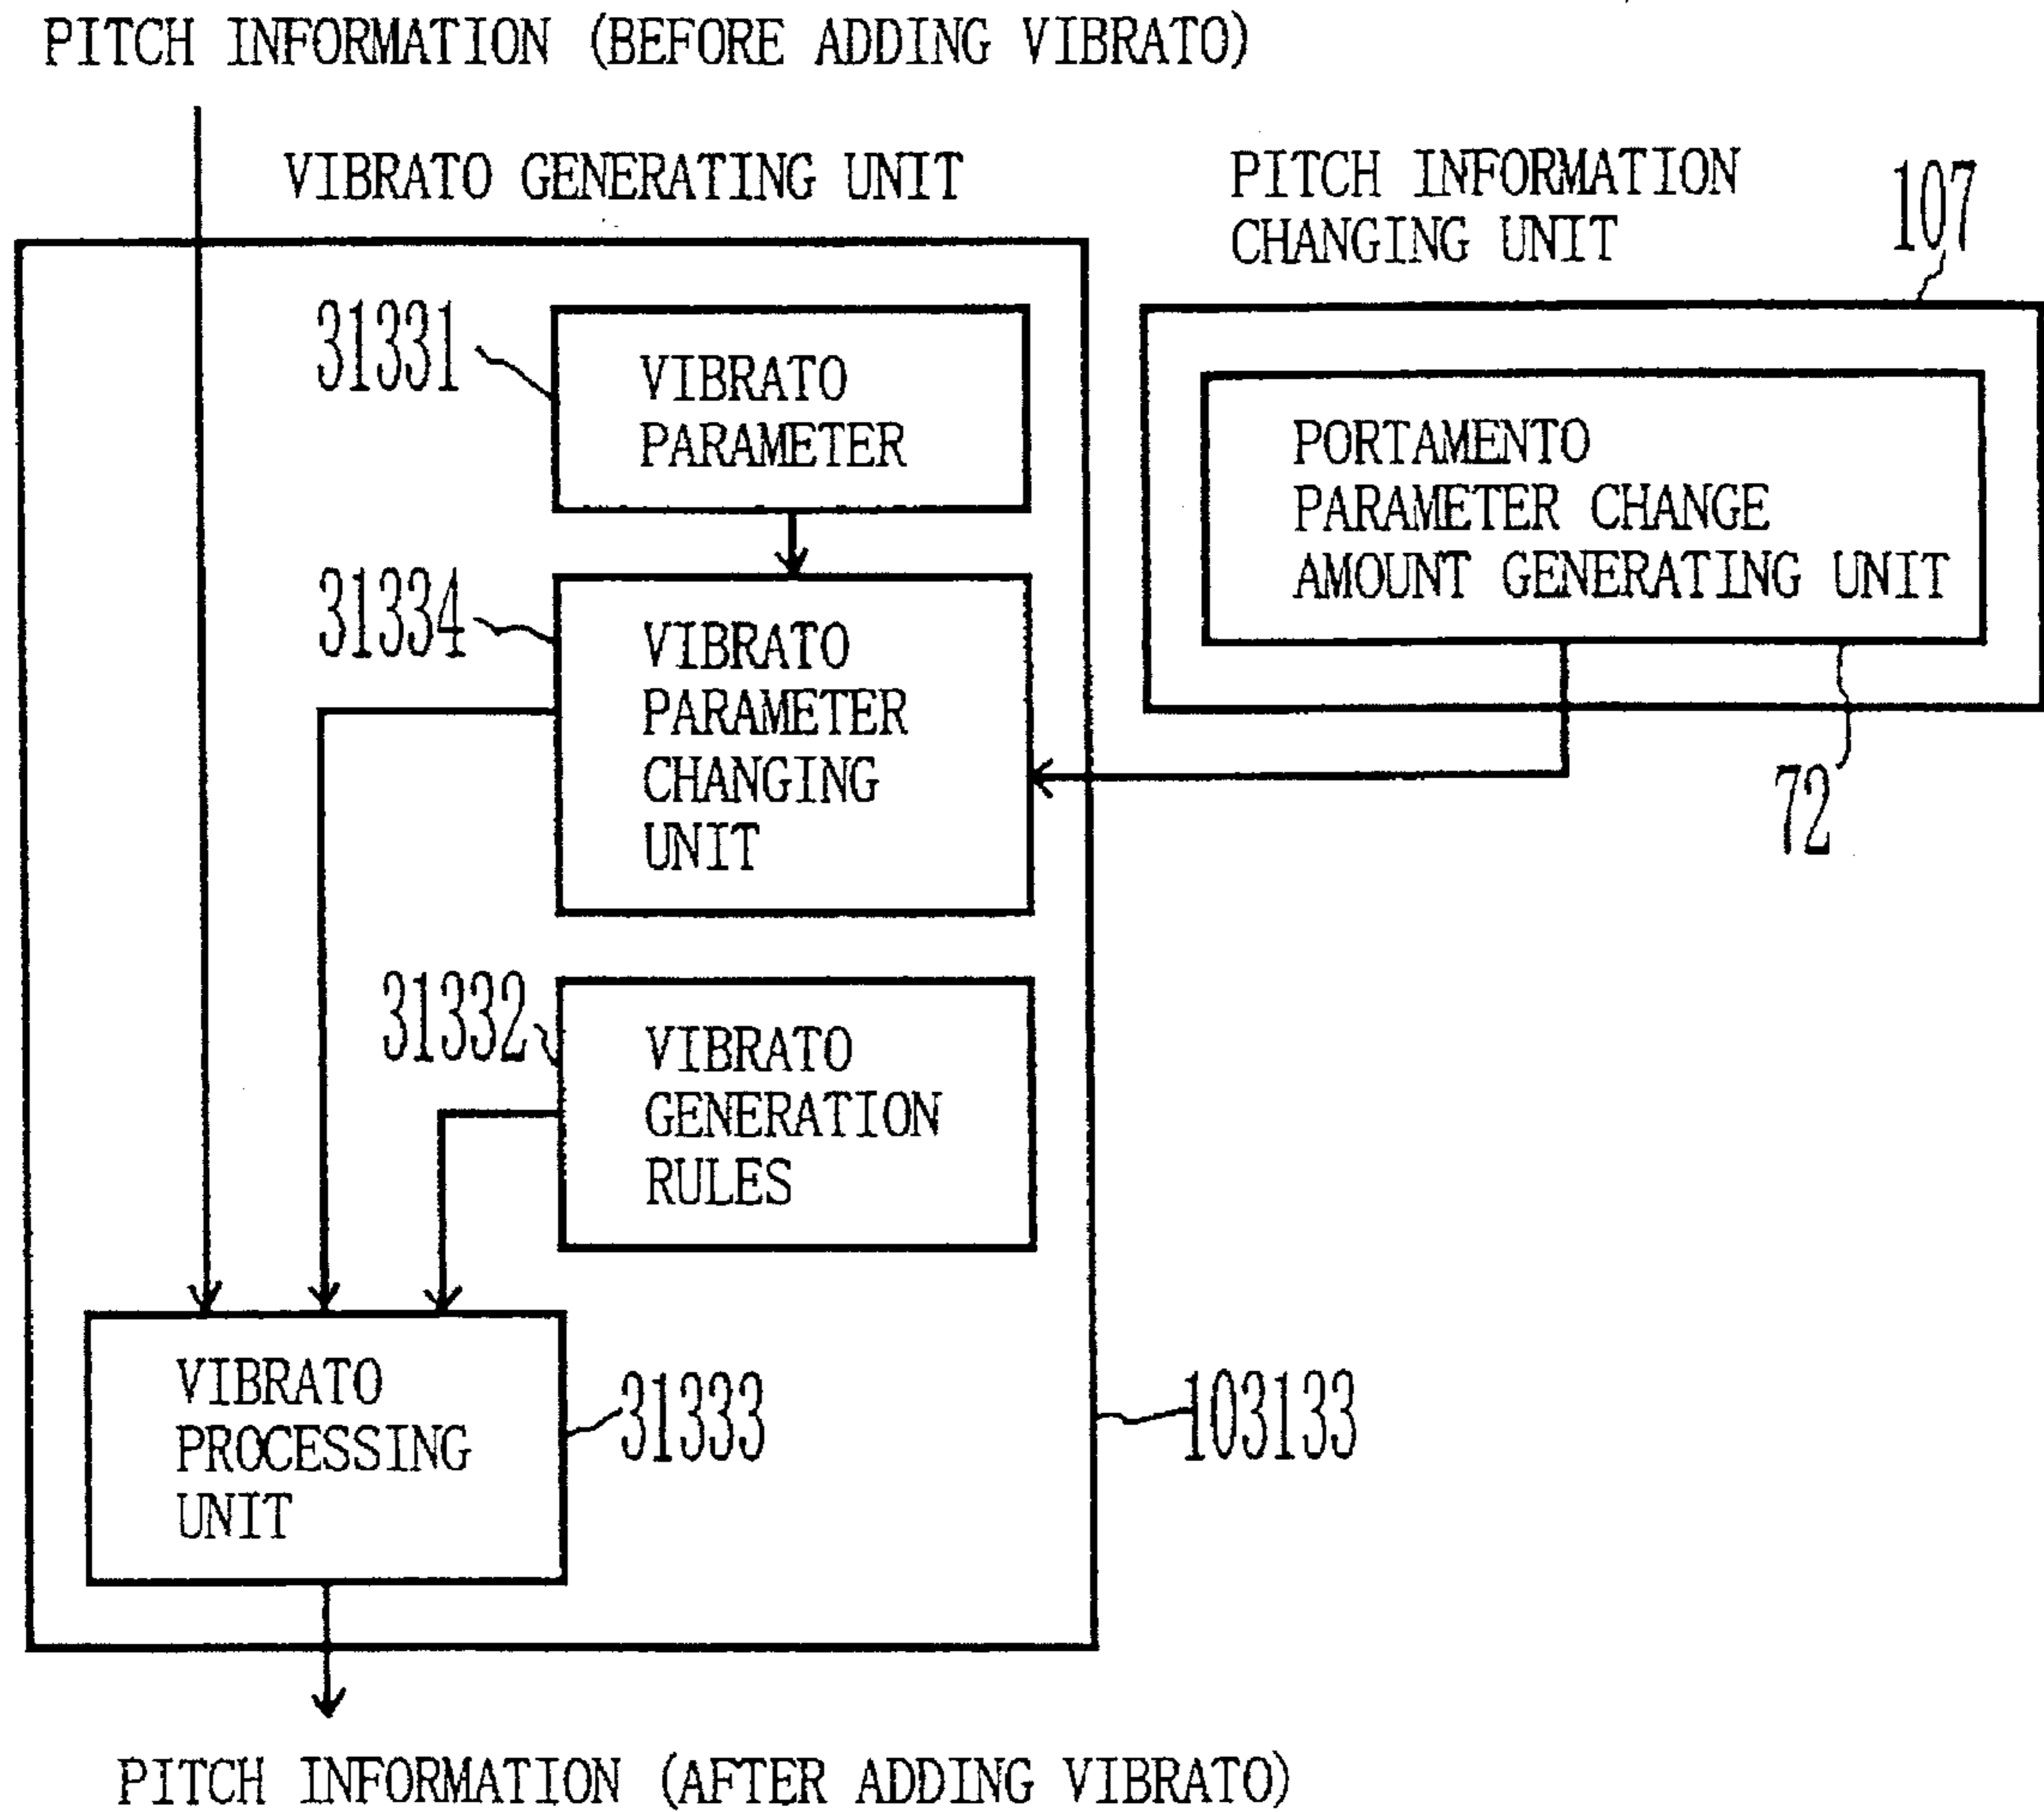 PITCH INFORMATION (BEFORE ADDING VIBRATO)
VIBRATO GENERATING UNIT
PITCH INFORMATION
CHANGING UNIT
107
31331
VIBRATO
PARAMETER
PORTAMENTO
PARAMETER CHANGE
AMOUNT GENERATING UNIT
31334
VIBRATO
PARAMETER
CHANGING
UNIT
72
31332
VIBRATO
GENERATION
RULES
VIBRATO
PROCESSING
UNIT
31333
103133
PITCH INFORMATION (AFTER ADDING VIBRATO)